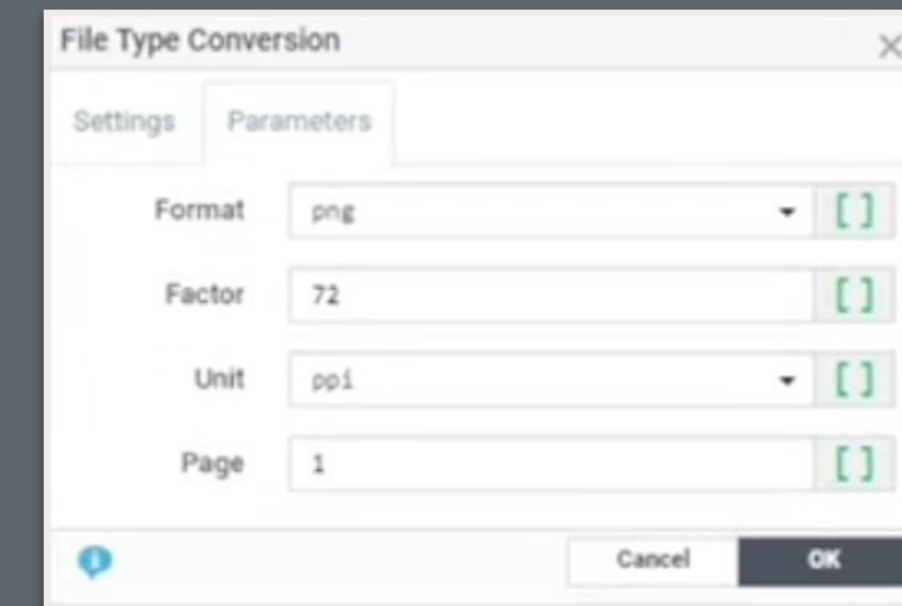 File Type Conversion
Settings Parameters
Format png [ ]
Factor 72 [ ]
Unit ppi [ ]
Page 1 [ ]
Cancel OK